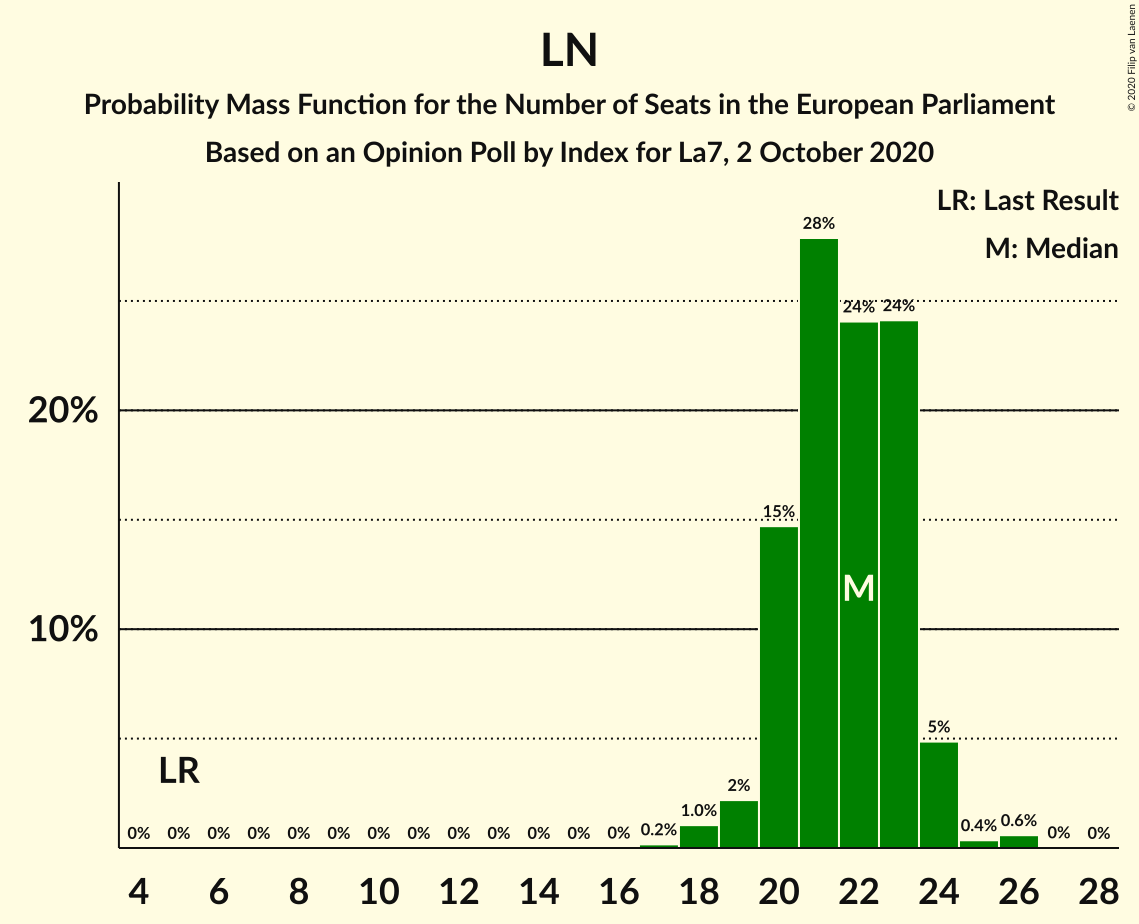 LN
Probability Mass Function for the Number of Seats in the European Parliament
Based on an Opinion Poll by Index for La7, 2 October 2020
© 2020 Filip van Laenen
LR: Last Result
M: Median
28%
24% 24%
20%
15%
M
10%
5%
LR
2%
1.0%
0% 0% 0% 0% 0% 0% 0% 0% 0% 0% 0% 0% 0% 0.2% 0.4% 0.6% 0% 0%
4 6 8 10 12 14 16 18 20 22 24 26 28